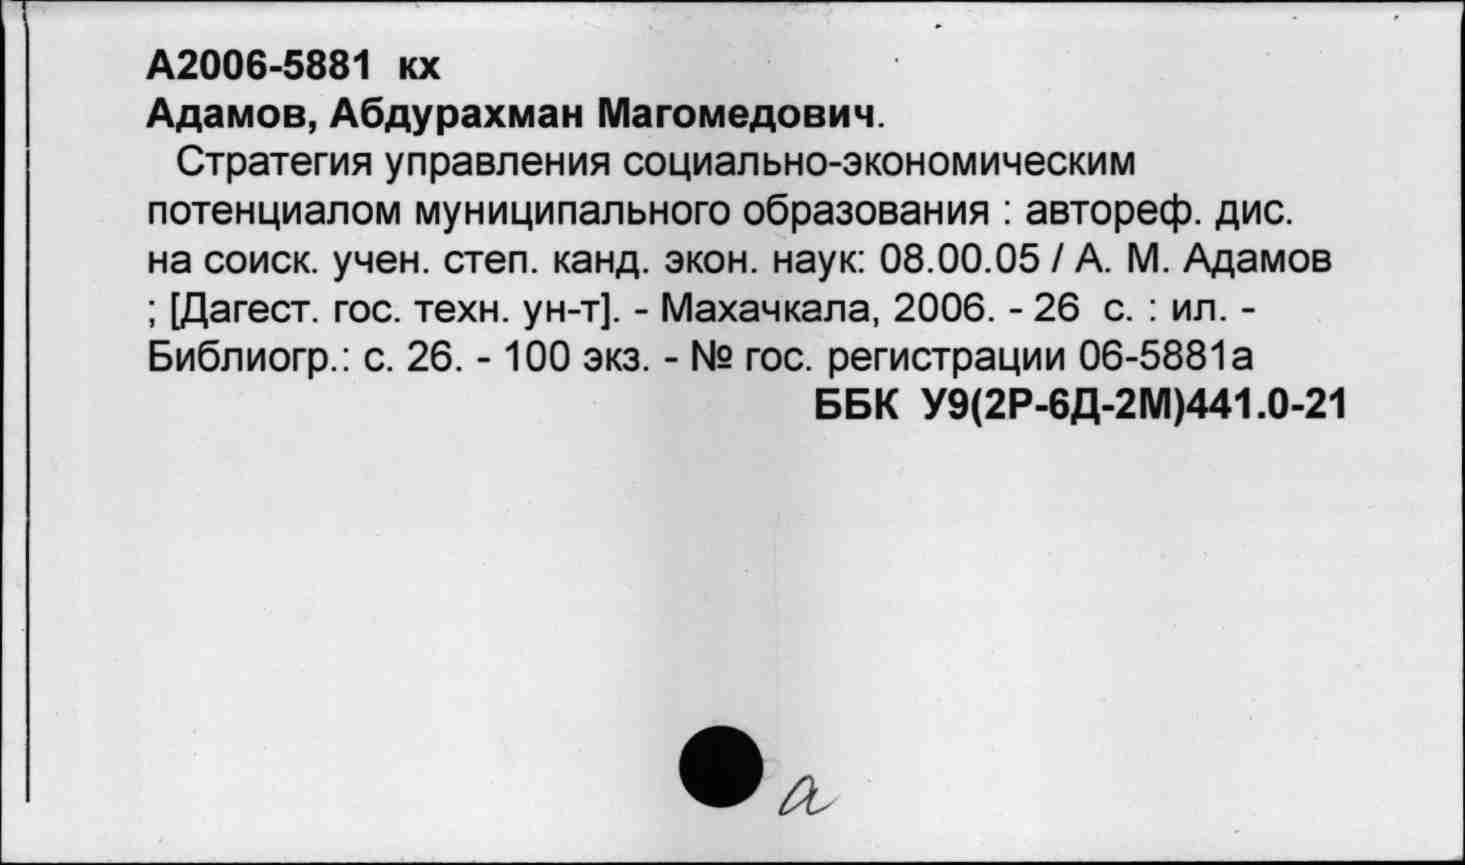 А2006-5881 кх
Адамов, Абдурахман Магомедович.
Стратегия управления социально-экономическим
потенциалом муниципального образования : автореф. дис.
на соиск. учен. степ. канд. экон. наук: 08.00.05 / А. М. Адамов
; [Дагест. гос. техн. ун-т]. - Махачкала, 2006. - 26 с. : ил. -
Библиогр.: с. 26. - 100 экз. - № гос. регистрации 06-5881а
ББК У9(2Р-6Д-2М)441.0-21
а